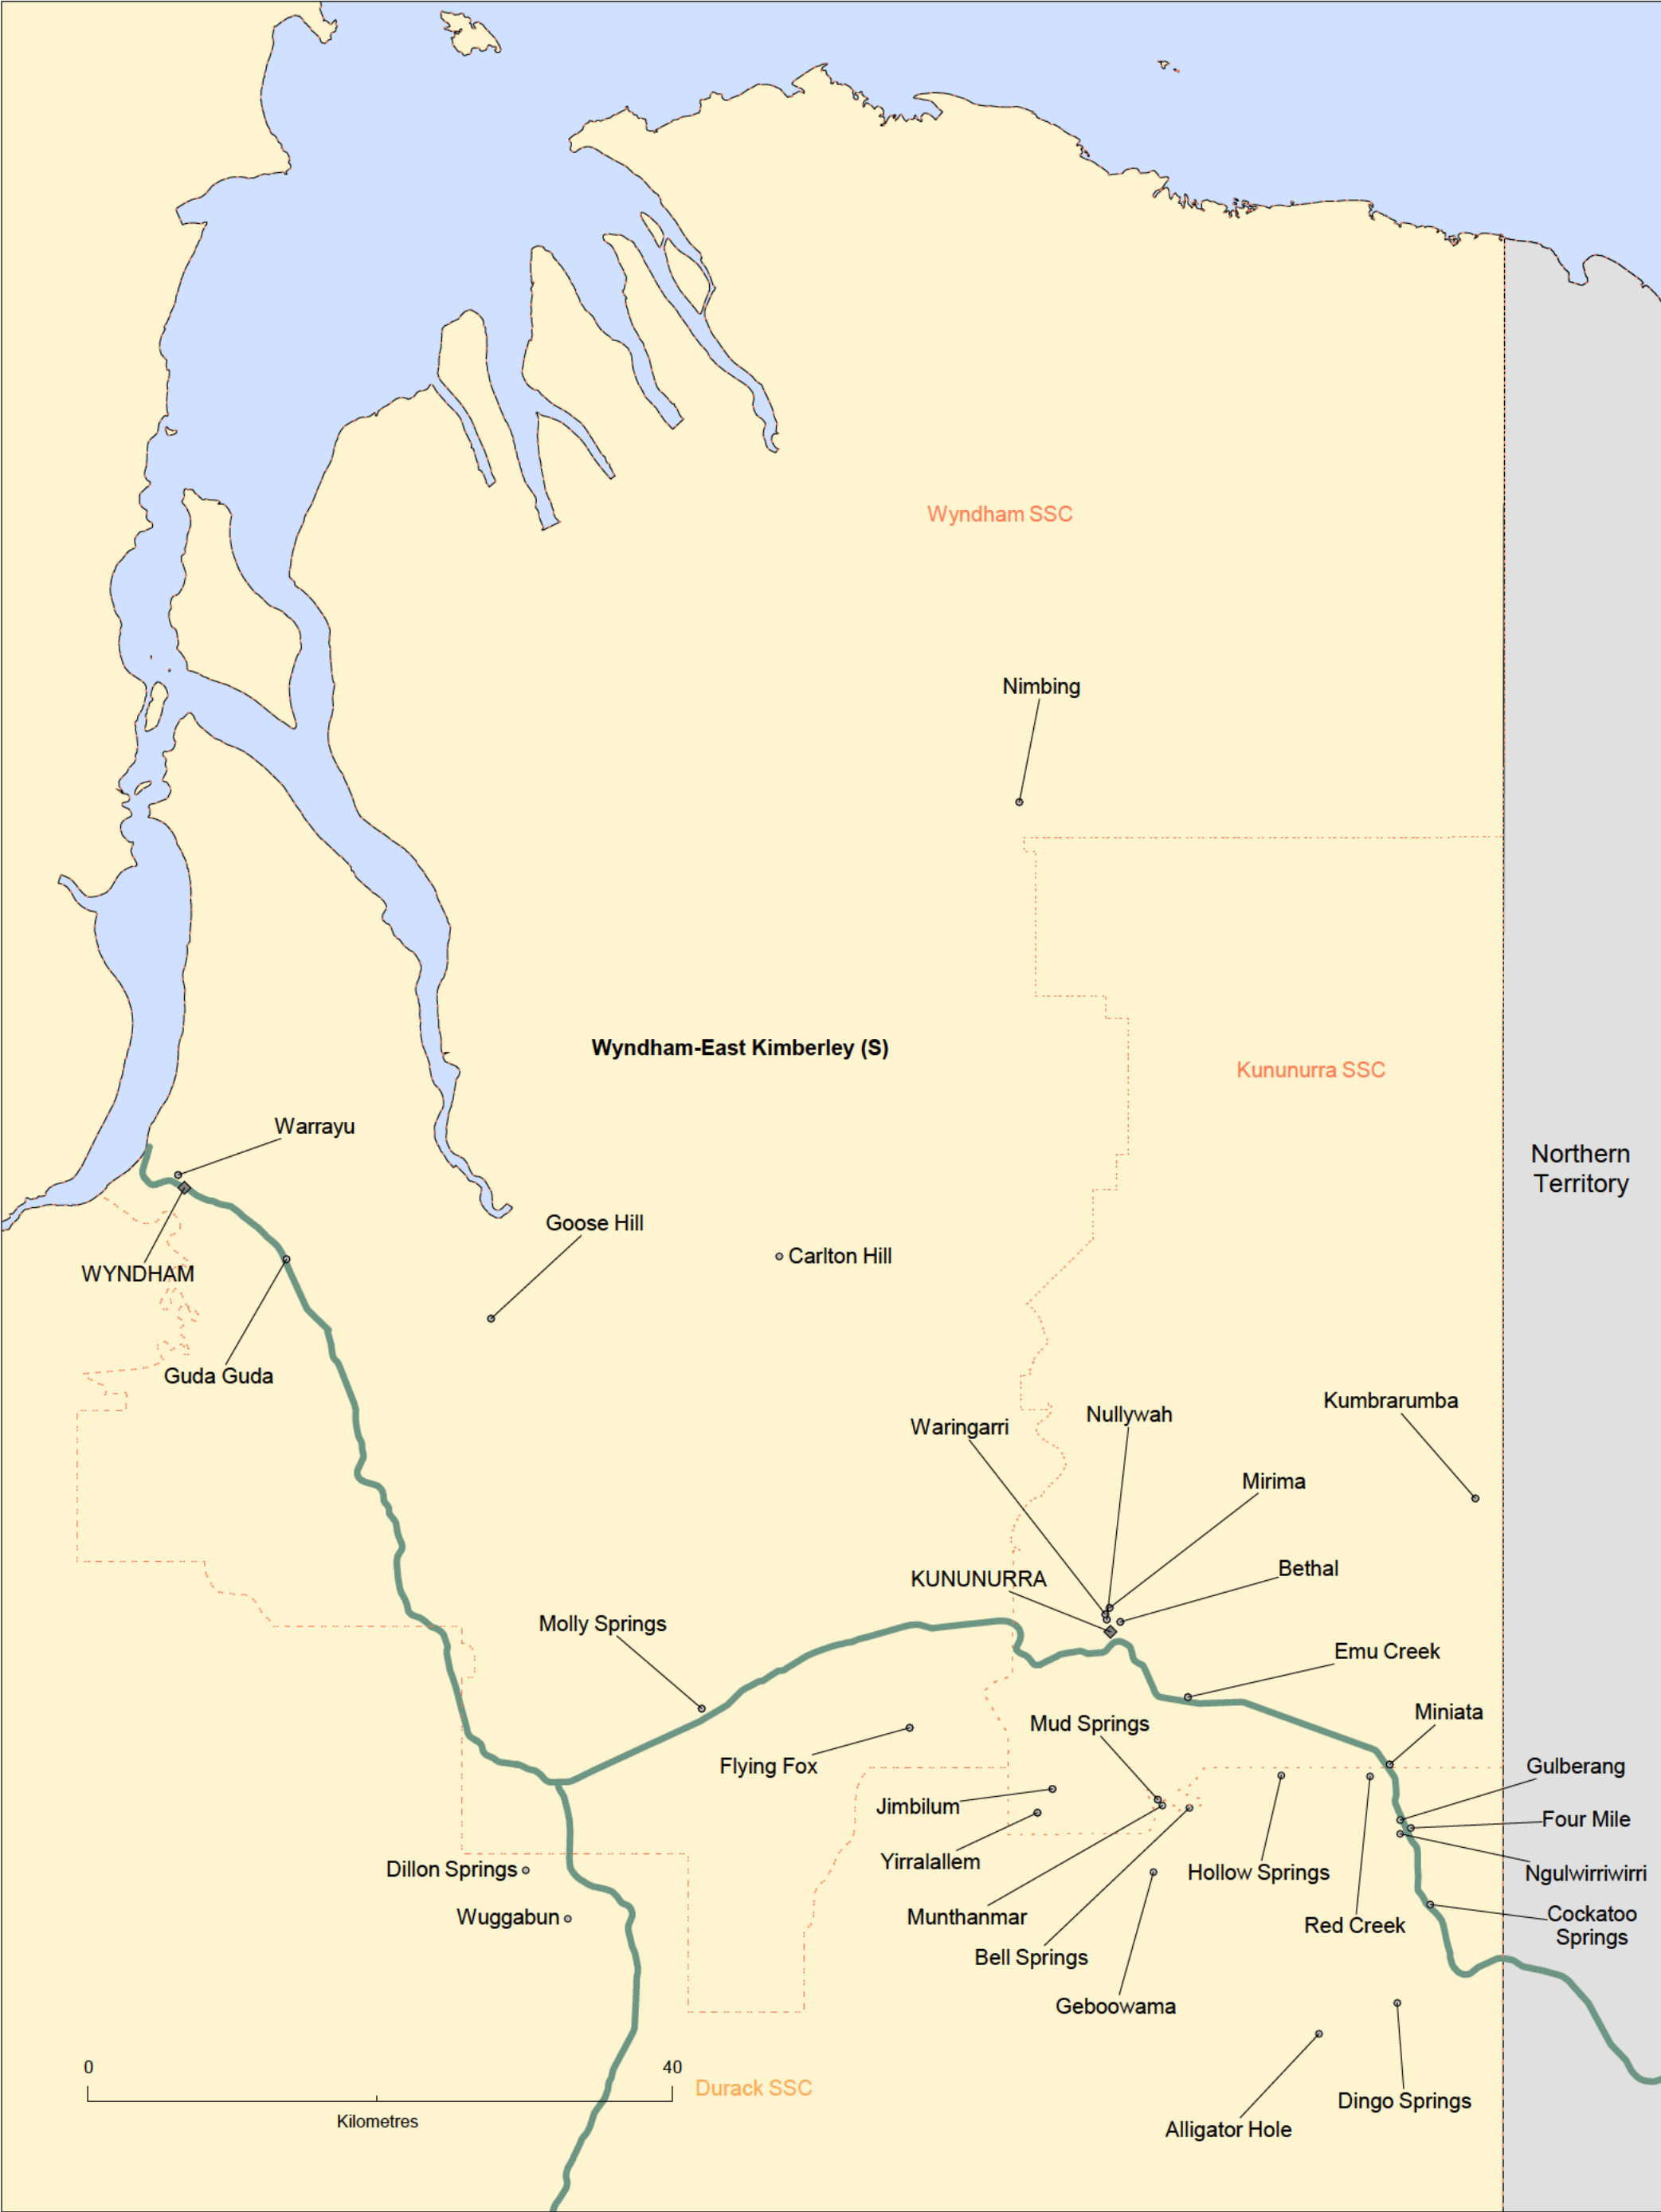 Wyndham SSC
Nimbing
Wyndham-East Kimberley (S)
Kununurra SSC
Warrayu
Northern
Territory
Goose Hill
Carlton Hill
WYNDHAM
Guda Guda
Kumbrarumba
Nullywah
Waringarri
Mirima
Bethal
KUNUNURRA
Molly Springs
Emu Creek
Miniata
Mud Springs
Flying Fox
Gulberang
Jimbilum
Four Mile
Yirralallem
Dillon Springs
Hollow Springs
Ngulwirriwirri
Wuggabun
Munthanmar
Cockatoo
Springs
Red Creek
Bell Springs
Geboowama
0
40
Durack SSC
Kilometres
Dingo Springs
Alligator Hole